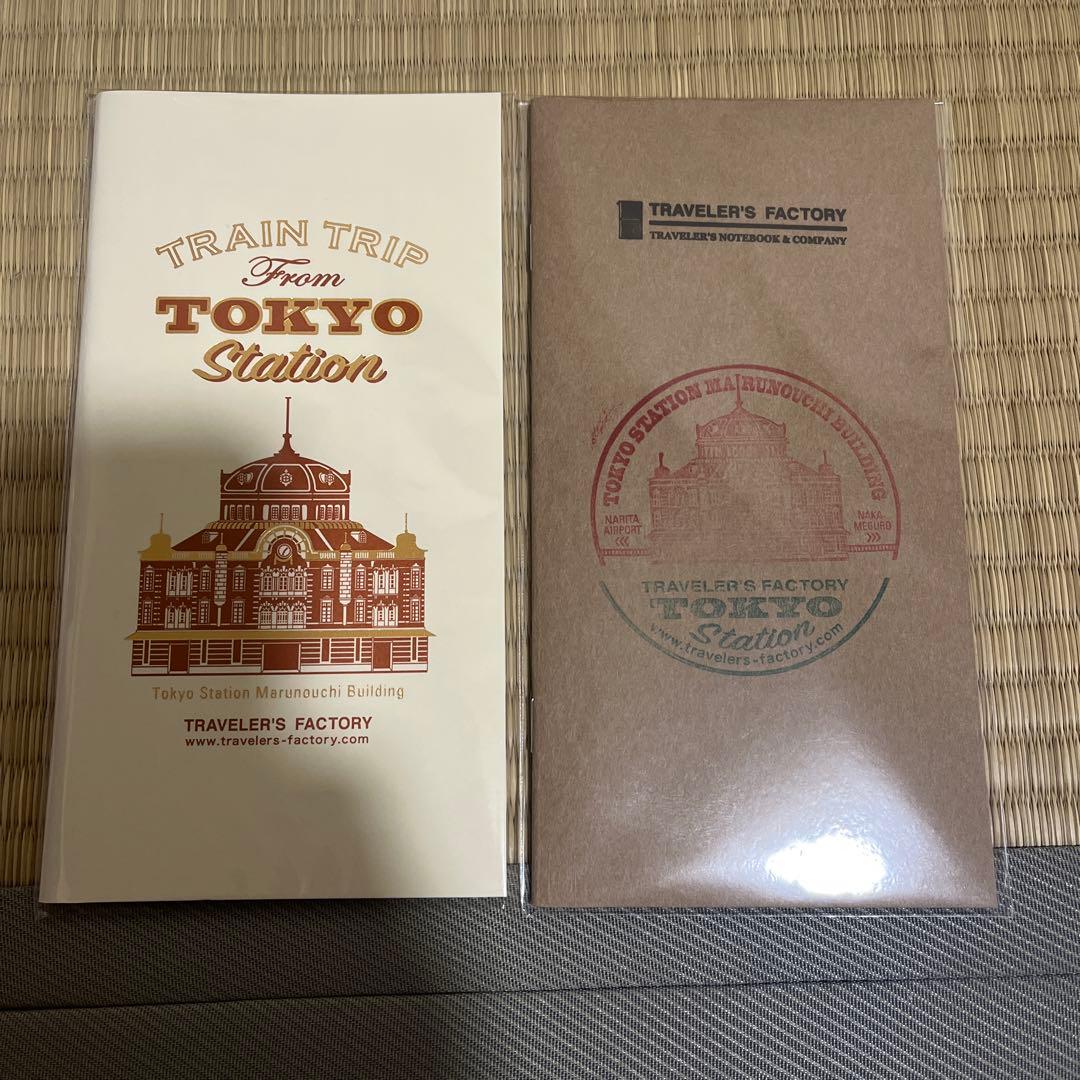 TRAIN TRIP
From
TOKYO
Station
Tokyo Station Marunouchi Building
TRAVELER'S FACTORY
www.travelers-factory.com
TRAVELER'S FACTORY
TRAVELER'S NOTEBOOK & COMPANY
TOKYO STATION MARUNOUCHI BUILDING
NARITA
AIRPORT
<<<
NAKA-
MEGURO
>>>
TRAVELER'S FACTORY
TOKYO
Station
www.travelers-factory.com